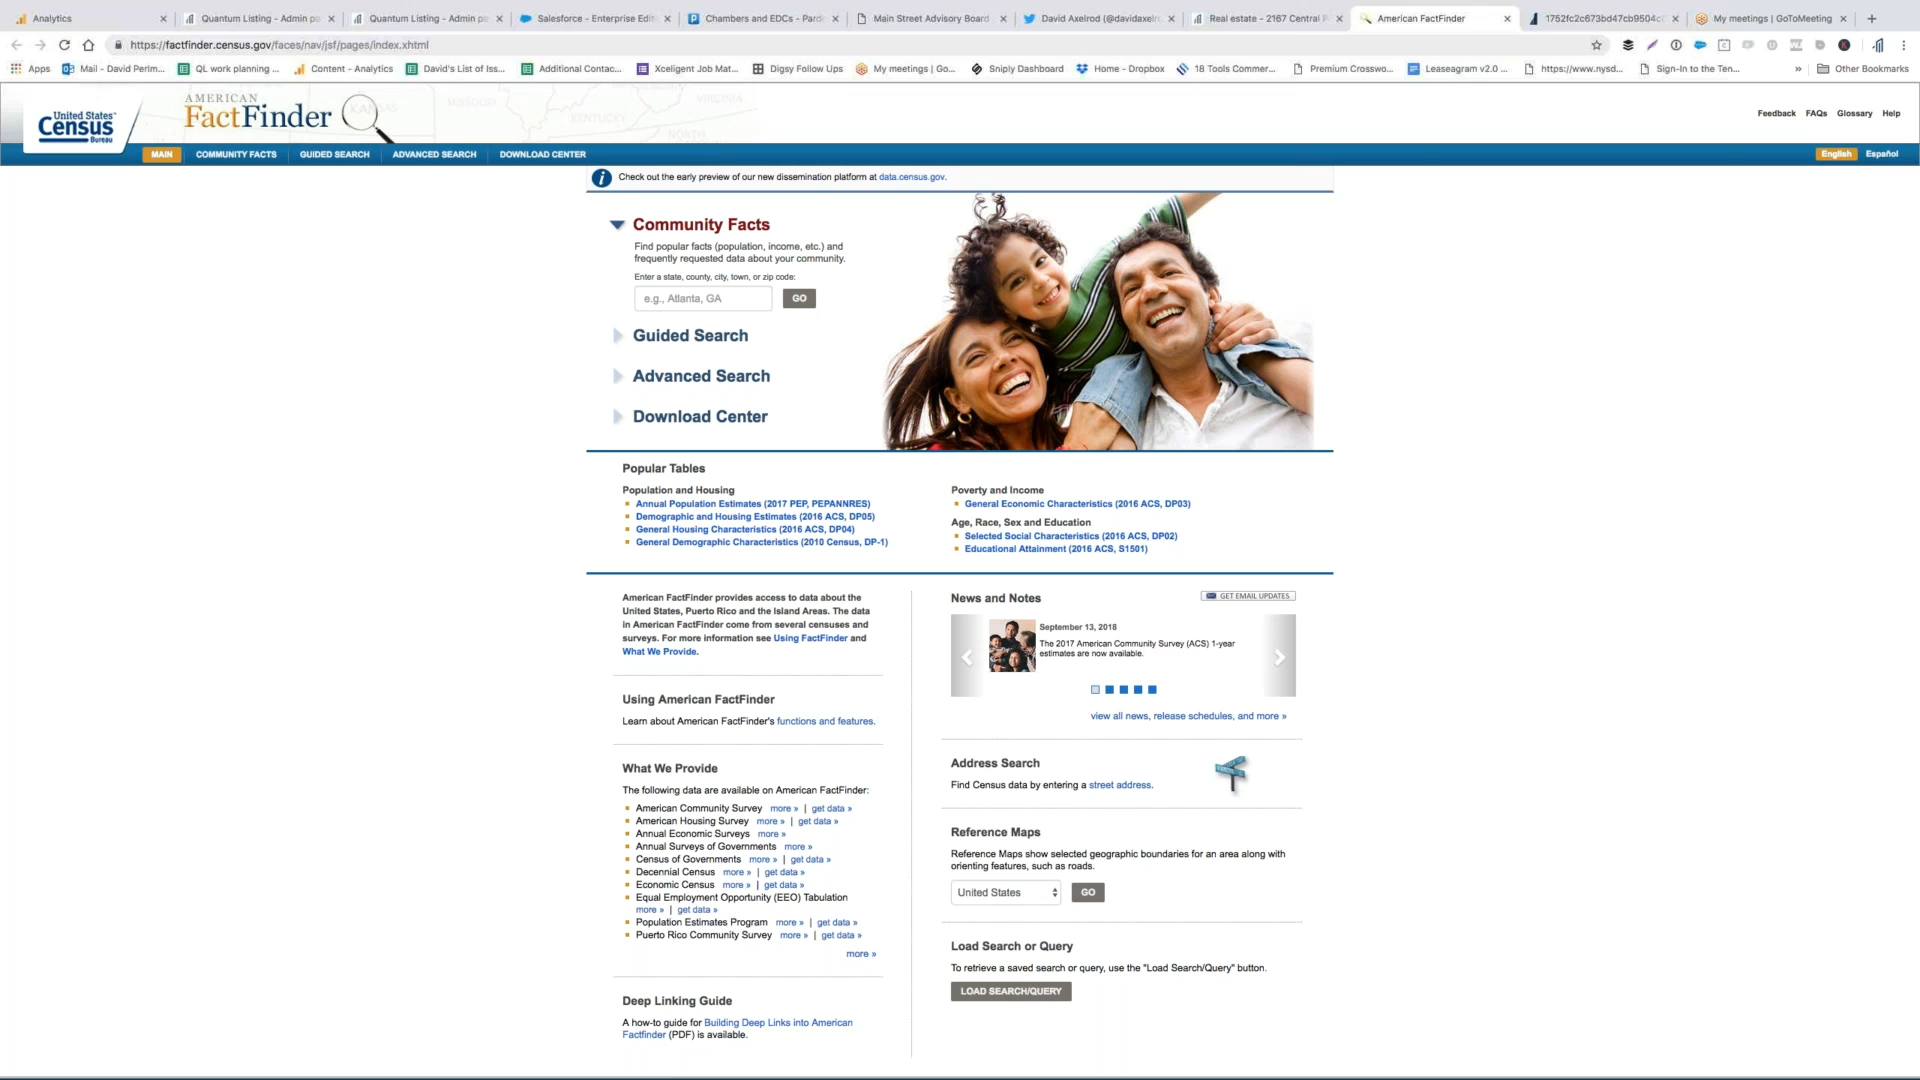 Analytics
Quantum Listing - Admin pa
Quantum Listing - Admin pa
Salesforce - Enterprise Edit
Chambers and EDCs - Pard
Main Street Advisory Board
David Axelrod (@davidaxelr
Real estate - 2167 Central P
American FactFinder
1752fc2c673bd47cb9504c
My meetings | GoToMeeting
https://factfinder.census.gov/faces/nav/jsf/pages/index.xhtml
Apps
Mail - David Perlm...
QL work planning ...
Content - Analytics
David's List of Iss...
Additional Contac...
Xceligent Job Mat...
Digsy Follow Ups
My meetings | Go...
Sniply Dashboard
Home - Dropbox
18 Tools Commer...
Premium Crosswo...
Leaseagram v2.0 ...
https://www.nysd...
Sign-In to the Ten...
»
Other Bookmarks
United States™
Census
Bureau
AMERICAN
FactFinder
KANSAS
MISSOURI
KENTUCKY
VIRGINIA
NORTH
Feedback FAQs Glossary Help
MAIN COMMUNITY FACTS GUIDED SEARCH ADVANCED SEARCH DOWNLOAD CENTER
English Español
Check out the early preview of our new dissemination platform at data.census.gov.
Community Facts
Find popular facts (population, income, etc.) and
frequently requested data about your community.
Enter a state, county, city, town, or zip code:
e.g., Atlanta, GA GO
Guided Search
Advanced Search
Download Center
Popular Tables
Population and Housing
Annual Population Estimates (2017 PEP, PEPANNRES)
Demographic and Housing Estimates (2016 ACS, DP05)
General Housing Characteristics (2016 ACS, DP04)
General Demographic Characteristics (2010 Census, DP-1)
Poverty and Income
General Economic Characteristics (2016 ACS, DP03)
Age, Race, Sex and Education
Selected Social Characteristics (2016 ACS, DP02)
Educational Attainment (2016 ACS, S1501)
American FactFinder provides access to data about the
United States, Puerto Rico and the Island Areas. The data
in American FactFinder come from several censuses and
surveys. For more information see Using FactFinder and
What We Provide.
Using American FactFinder
Learn about American FactFinder's functions and features.
What We Provide
The following data are available on American FactFinder:
American Community Survey more » | get data »
American Housing Survey more » | get data »
Annual Economic Surveys more »
Annual Surveys of Governments more »
Census of Governments more » | get data »
Decennial Census more » | get data »
Economic Census more » | get data »
Equal Employment Opportunity (EEO) Tabulation
more » | get data »
Population Estimates Program more » | get data »
Puerto Rico Community Survey more » | get data »
more »
Deep Linking Guide
A how-to guide for Building Deep Links into American
Factfinder (PDF) is available.
News and Notes
GET EMAIL UPDATES
September 13, 2018
The 2017 American Community Survey (ACS) 1-year
estimates are now available.
view all news, release schedules, and more »
Address Search
Find Census data by entering a street address.
Reference Maps
Reference Maps show selected geographic boundaries for an area along with
orienting features, such as roads.
United States GO
Load Search or Query
To retrieve a saved search or query, use the "Load Search/Query" button.
LOAD SEARCH/QUERY